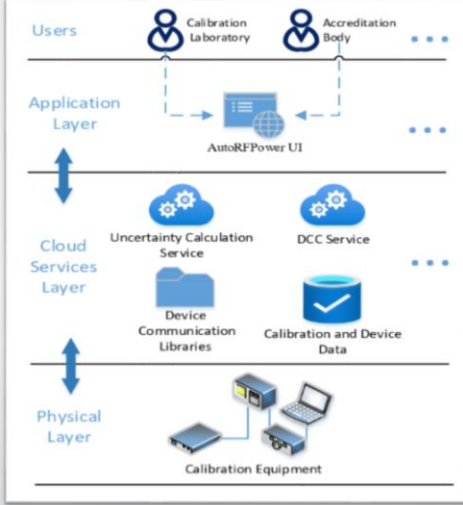 Users
Calibration
Laboratory
Accreditation
Body
Application
Layer
AutoRFPower UI
Cloud
Services
Layer
Uncertainty Calculation
Service
DCC Service
Device
Communication
Libraries
Calibration and Device
Data
Physical
Layer
Calibration Equipment